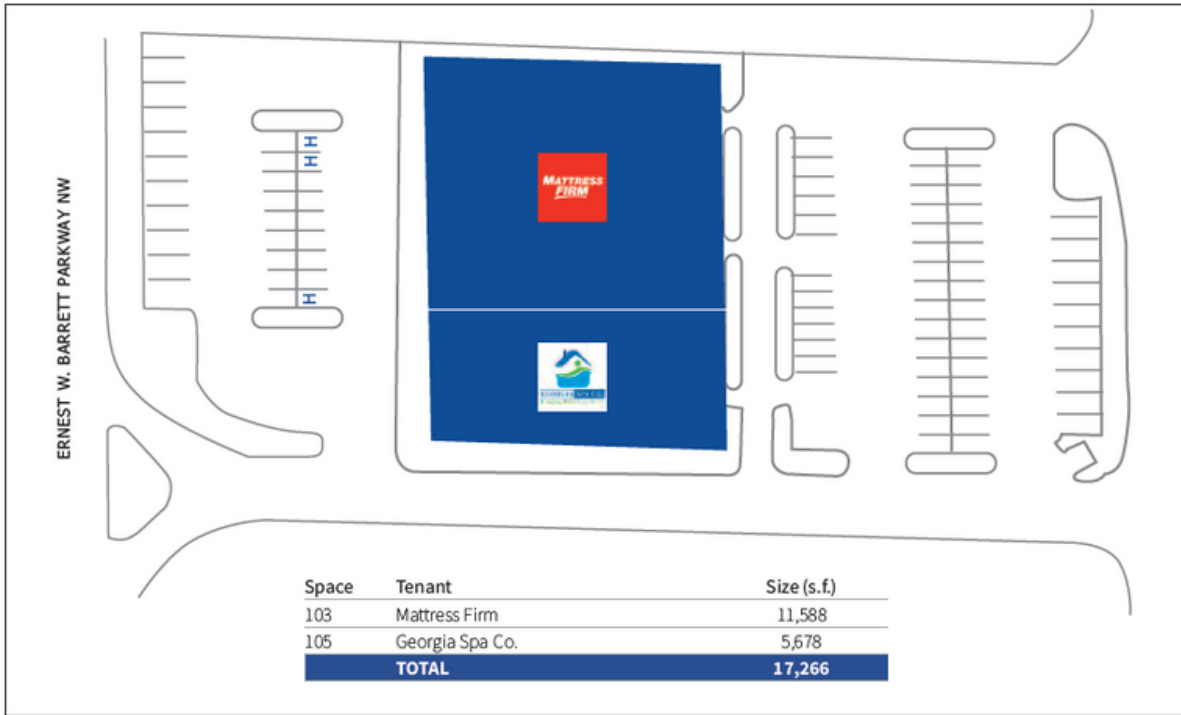 ERNEST W. BARRETT PARKWAY NW
H
H
H
MATTRESS
FIRM
Space Tenant Size (s.f.)
103 Mattress Firm 11,588
105 Georgia Spa Co. 5,678
TOTAL 17,266